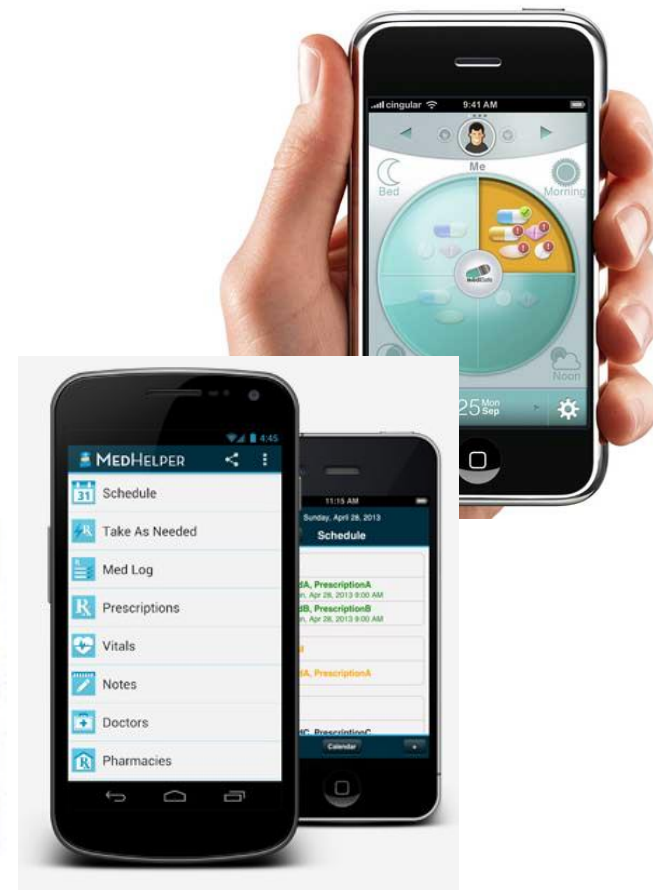 cingular 9:41 AM
Me
Bed
Morning
mediSafe
Noon
25 Mon
Sep
4:45
MEDHELPER
31 Schedule
Take As Needed
Med Log
Prescriptions
Vitals
Notes
Doctors
Pharmacies
11:15 AM
Sunday, April 28, 2013
Schedule
A, PrescriptionA
Apr 28, 2013 9:00 AM
B, PrescriptionB
Apr 28, 2013 9:00 AM
A, PrescriptionA
C, PrescriptionC
Calendar
+